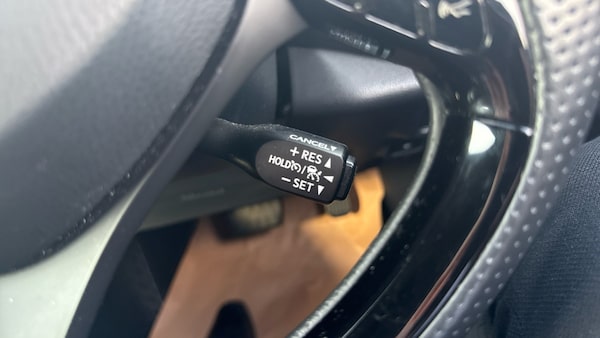 CANCEL▼
+ RES ▲
HOLD /
− SET ▼